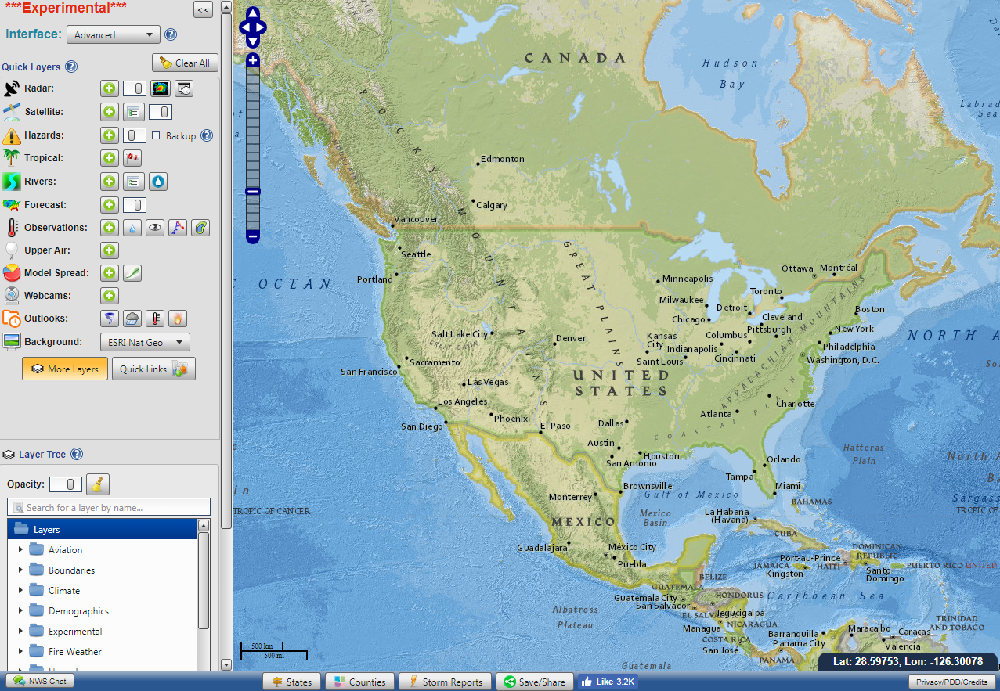 ***Experimental***
<<
Interface:
Advanced
Quick Layers
Clear All
Radar:
Satellite:
Hazards:
Backup
Tropical:
Rivers:
Forecast:
Observations:
Upper Air:
Model Spread:
Webcams:
Outlooks:
Background:
ESRI Nat Geo
More Layers
Quick Links
Layer Tree
Opacity:
Search for a layer by name...
Layers
Aviation
Boundaries
Climate
Demographics
Experimental
Fire Weather
Hazards
NWS Chat
CANADA
Hudson
Bay
Labrad
Sea
ROCKY MOUNTAINS
Edmonton
Calgary
Vancouver
Seattle
Portland
OCEAN
GREAT PLAINS
Ottawa
Montréal
Minneapolis
Toronto
Milwaukee
Detroit
Chicago
Cleveland
Boston
Pittsburgh
New York
Salt Lake City
GREAT BASIN
Denver
Kansas
City
Columbus
Indianapolis
Philadelphia
NORTH A
Saint Louis
Cincinnati
Washington, D.C.
San Francisco
Sacramento
UNITED
STATES
APPALACHIAN MOUNTAINS
Las Vegas
Los Angeles
Charlotte
Phoenix
Atlanta
San Diego
El Paso
Dallas
COASTAL PLAIN
Austin
Houston
San Antonio
Orlando
Hatteras
Plain
North A
Ba
Tampa
Brownsville
Miami
Gulf of Mexico
Monterrey
BAHAMAS
Sargass
TROPIC OF CANCER
TROPIC OF
MEXICO
Mexico
Basin
La Habana
(Havana)
CUBA
Guadalajara
México City
Puebla
DOMINICAN
REPUBLIC
Port-au-Prince
HAITI
JAMAICA
Kingston
Santo
Domingo
PUERTO RICO
UNITED
BELIZE
GUATEMALA
HONDORUS
Caribbean Sea
Guatemala City
San Salvador
EL SALVADOR
Tegucigalpa
Albatross
Plateau
Managua
NICARAGUA
TRINIDAD
AND TOBAGO
COSTA RICA
San José
Barranquilla
Maracaibo
Caracas
Panama City
Valencia
PANAMA
Guatemala
500 km
500 mi
Lat: 28.59753, Lon: -126.30078
States
Counties
Storm Reports
Save/Share
Like 3.2K
Privacy/PDD/Credits